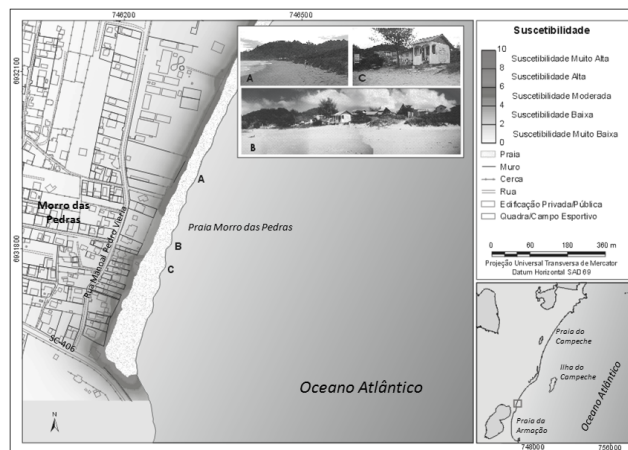 746200
746500
6932100
6931800
A
C
B
Morro das
Pedras
Rua Manoel Pedro Vieira
SC-406
A
B
C
Praia Morro das Pedras
Oceano Atlântico
N
Suscetibilidade
10
8
6
4
2
0
Suscetibilidade Muito Alta
Suscetibilidade Alta
Suscetibilidade Moderada
Suscetibilidade Baixa
Suscetibilidade Muito Baixa
Praia
Muro
Cerca
Rua
Edificação Privada/Pública
Quadra/Campo Esportivo
0 60 180 360 m
Projeção Universal Transversa de Mercator
Datum Horizontal SAD 69
Praia do
Campeche
Ilha do
Campeche
Oceano Atlântico
Praia da
Armação
748000
756000